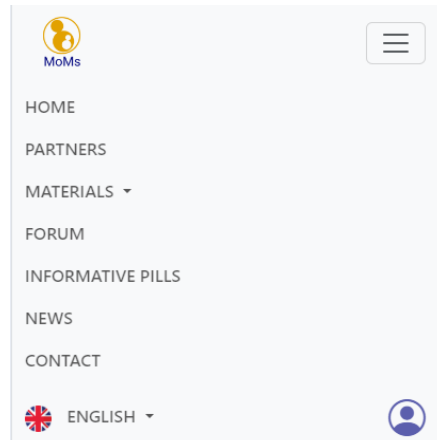 MoMs
HOME
PARTNERS
MATERIALS
FORUM
INFORMATIVE PILLS
NEWS
CONTACT
ENGLISH